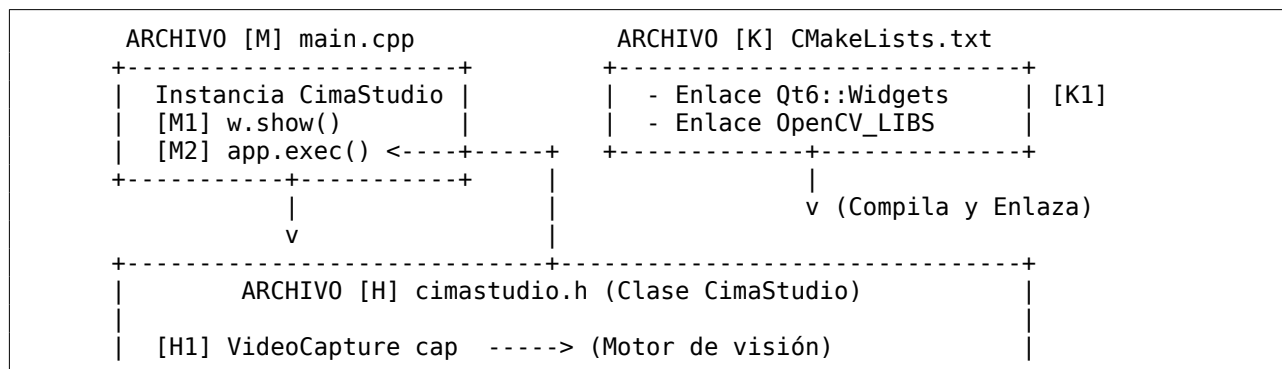 ARCHIVO [M] main.cpp                ARCHIVO [K] CMakeLists.txt
+-----------------------+         +---------------------------+
|  Instancia CimaStudio |         |  - Enlace Qt6::Widgets     | [K1]
|  [M1] w.show()        |         |  - Enlace OpenCV_LIBS      |
|  [M2] app.exec() <----+-----+   +-------------+--------------+
+-----------+-----------+     |                 |
            |                 |                 v (Compila y Enlaza)
            v                 |
+-----------------------------+-------------------------------+
|        ARCHIVO [H] cimastudio.h (Clase CimaStudio)           |
|                                                            |
|  [H1] VideoCapture cap  -----> (Motor de visión)             |